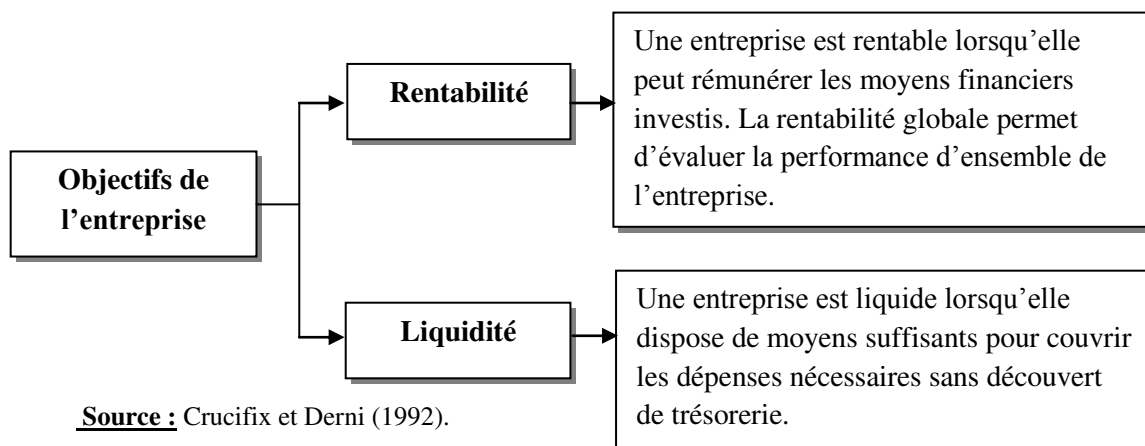 Objectifs de
l’entreprise
Rentabilité
Une entreprise est rentable lorsqu’elle
peut rémunérer les moyens financiers
investis. La rentabilité globale permet
d’évaluer la performance d’ensemble de
l’entreprise.
Liquidité
Une entreprise est liquide lorsqu’elle
dispose de moyens suffisants pour couvrir
les dépenses nécessaires sans découvert
de trésorerie.
Source : Crucifix et Derni (1992).